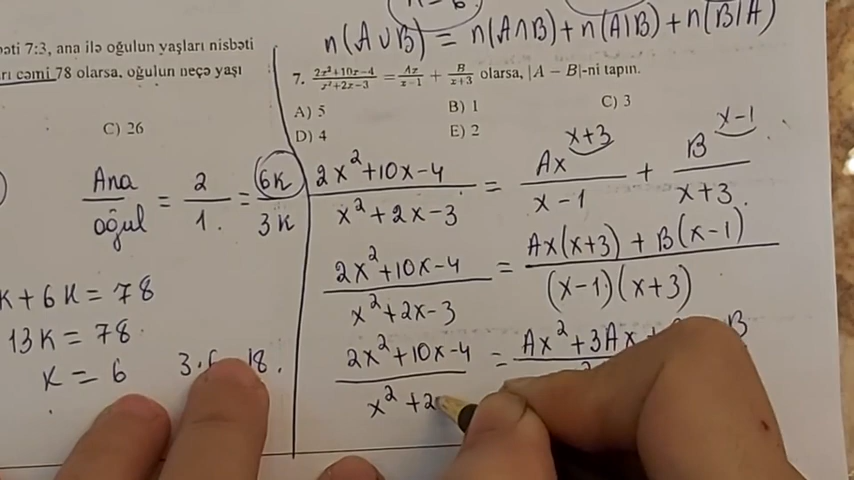 n(A∪B) = n(A∩B) + n(A|B) + n(B|A)
7:3, ana ilə oğulun yaşları nisbəti
cəmi 78 olarsa, oğulun neçə yaşı
C) 26
Ana/oğul = 2/1 = 6k/3k
k + 6k = 78
13k = 78
k = 6 3·6 18.
7. (2x²+10x−4)/(x²+2x−3) = Ax/(x−1) + B/(x+3) olarsa, |A − B|-ni tapın.
A) 5 B) 1 C) 3
D) 4 E) 2
(2x²+10x−4)/(x²+2x−3) = Ax/(x−1) + B/(x+3) x+3 x−1
(2x²+10x−4)/(x²+2x−3) = (Ax(x+3) + B(x−1))/((x−1)(x+3))
(2x²+10x−4)/(x²+2 = Ax²+3Ax+ B